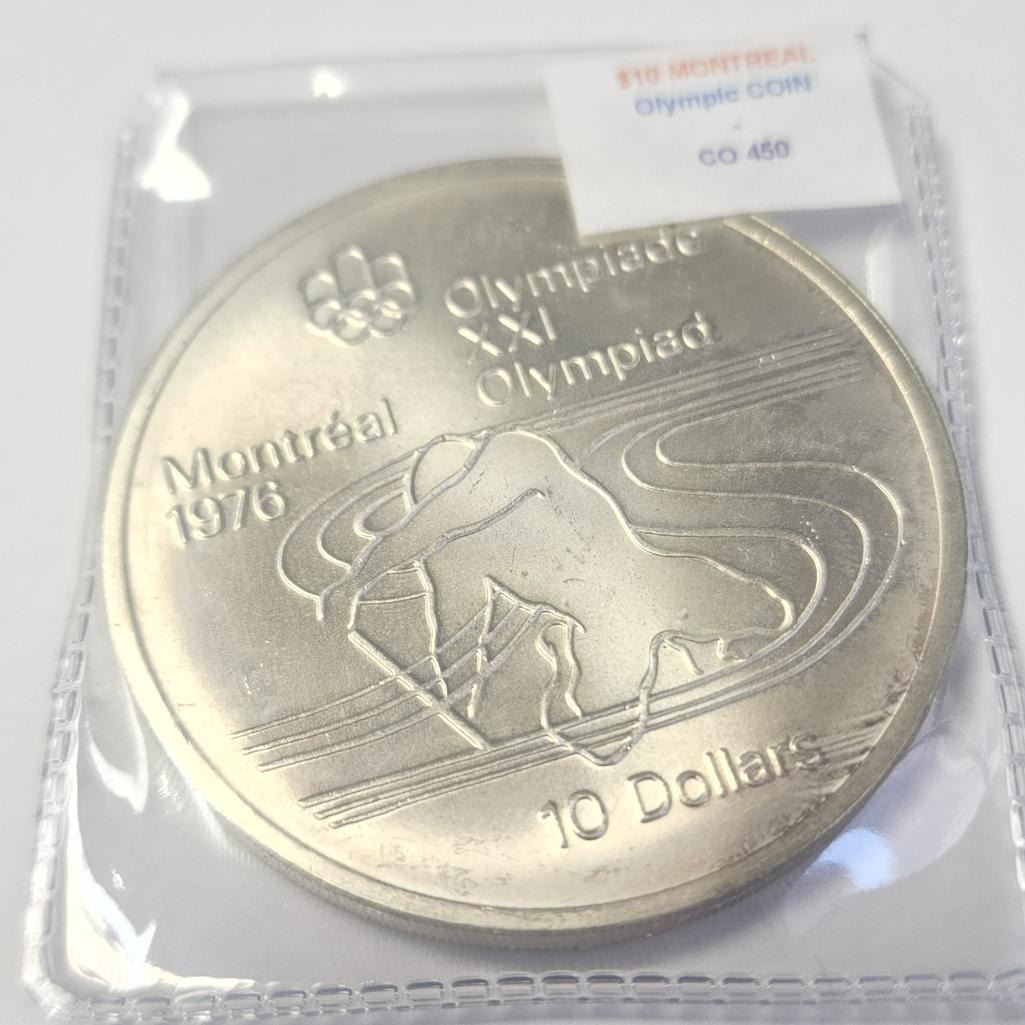 $10 MONTREAL
Olympic COIN
-
CO 450
Olympiade
XXI
Olympiad
Montréal
1976
10 Dollars